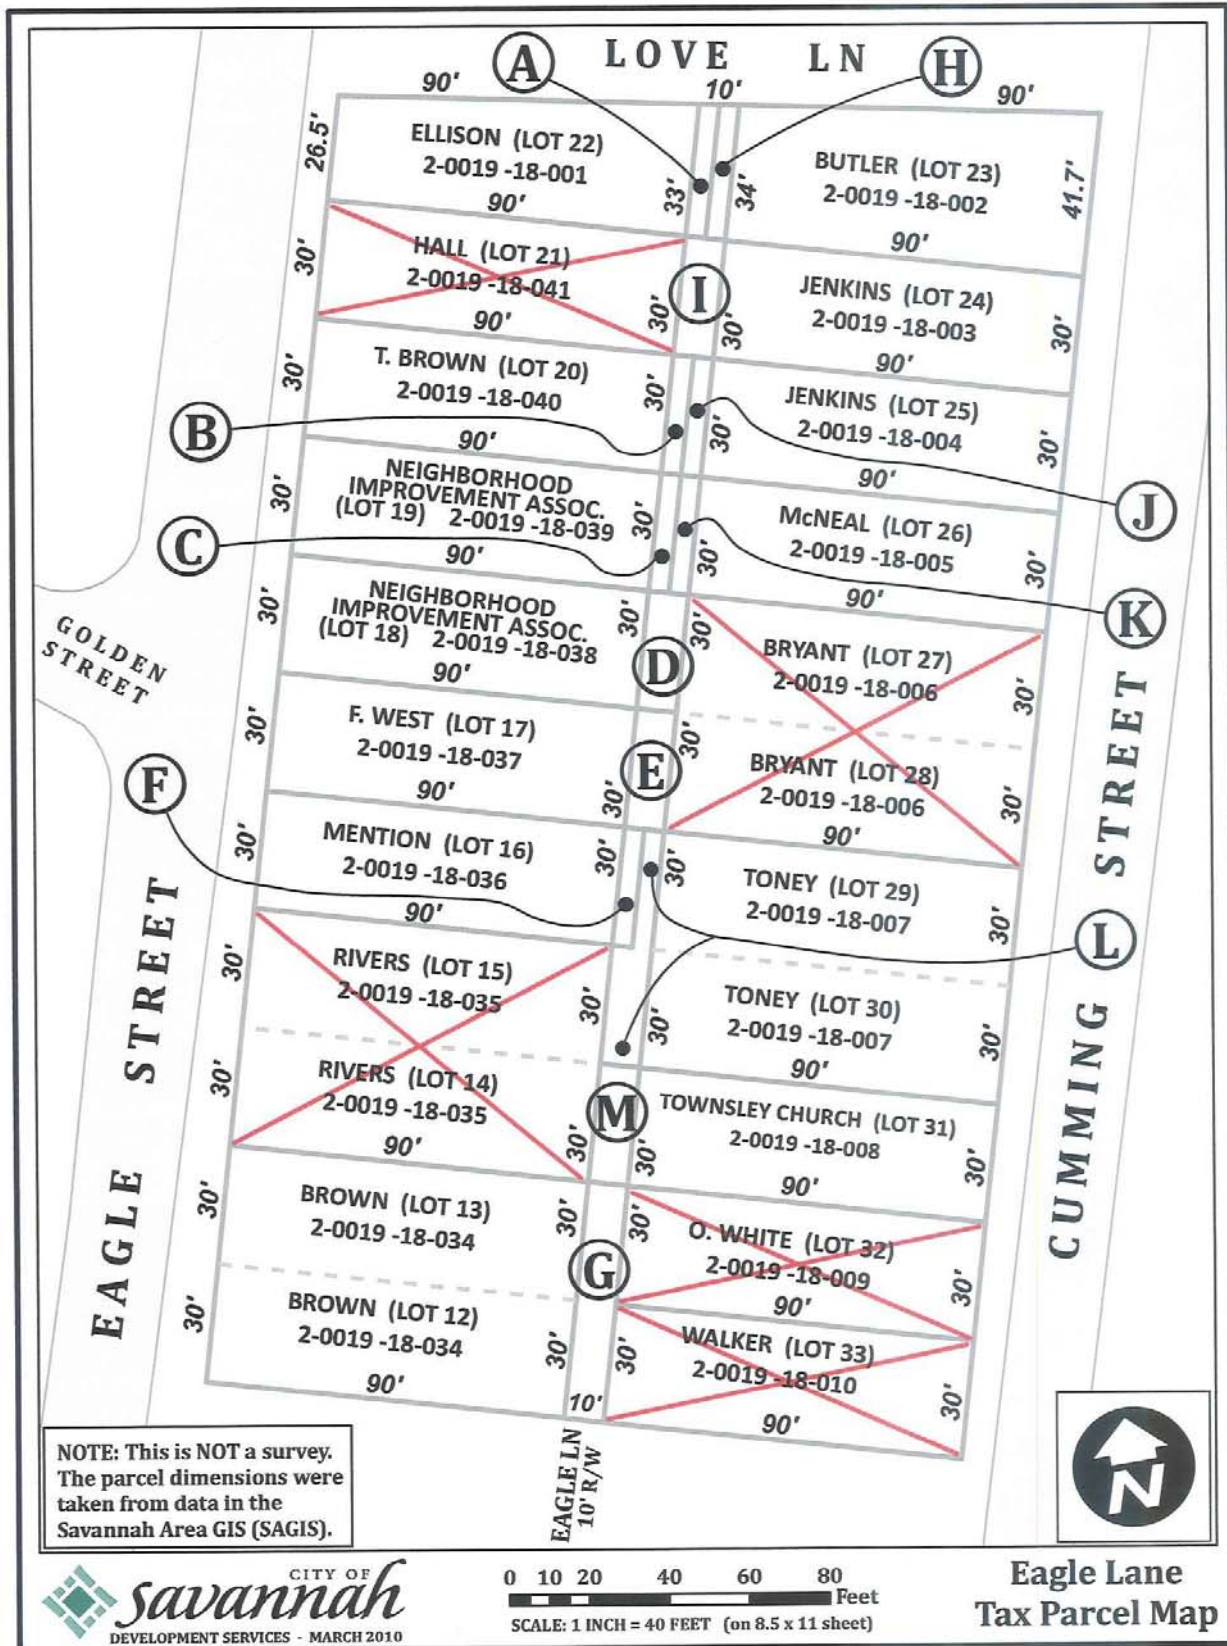 LOVE LN
A
H
90'
10'
90'
26.5'
ELLISON (LOT 22)
2-0019 -18-001
90'
33'
34'
BUTLER (LOT 23)
2-0019 -18-002
90'
41.7'
30'
HALL (LOT 21)
2-0019 -18-041
90'
30'
I
30'
JENKINS (LOT 24)
2-0019 -18-003
90'
30'
30'
T. BROWN (LOT 20)
2-0019 -18-040
90'
30'
30'
JENKINS (LOT 25)
2-0019 -18-004
90'
30'
B
J
30'
NEIGHBORHOOD
IMPROVEMENT ASSOC.
(LOT 19) 2-0019 -18-039
90'
30'
30'
McNEAL (LOT 26)
2-0019 -18-005
90'
30'
C
K
GOLDEN
STREET
30'
NEIGHBORHOOD
IMPROVEMENT ASSOC.
(LOT 18) 2-0019 -18-038
90'
30'
D
30'
BRYANT (LOT 27)
2-0019 -18-006
30'
30'
F. WEST (LOT 17)
2-0019 -18-037
90'
30'
E
30'
BRYANT (LOT 28)
2-0019 -18-006
90'
30'
F
30'
MENTION (LOT 16)
2-0019 -18-036
90'
30'
30'
TONEY (LOT 29)
2-0019 -18-007
30'
L
30'
RIVERS (LOT 15)
2-0019 -18-035
30'
30'
TONEY (LOT 30)
2-0019 -18-007
90'
30'
30'
RIVERS (LOT 14)
2-0019 -18-035
90'
30'
M
30'
TOWNSLEY CHURCH (LOT 31)
2-0019 -18-008
90'
30'
30'
BROWN (LOT 13)
2-0019 -18-034
30'
G
30'
O. WHITE (LOT 32)
2-0019 -18-009
90'
30'
30'
BROWN (LOT 12)
2-0019 -18-034
90'
30'
10'
30'
WALKER (LOT 33)
2-0019 -18-010
90'
30'
EAGLE STREET
CUMMING STREET
EAGLE LN
10' R/W
NOTE: This is NOT a survey.
The parcel dimensions were
taken from data in the
Savannah Area GIS (SAGIS).
N
CITY OF
savannah
DEVELOPMENT SERVICES - MARCH 2010
0 10 20 40 60 80
Feet
SCALE: 1 INCH = 40 FEET (on 8.5 x 11 sheet)
Eagle Lane
Tax Parcel Map